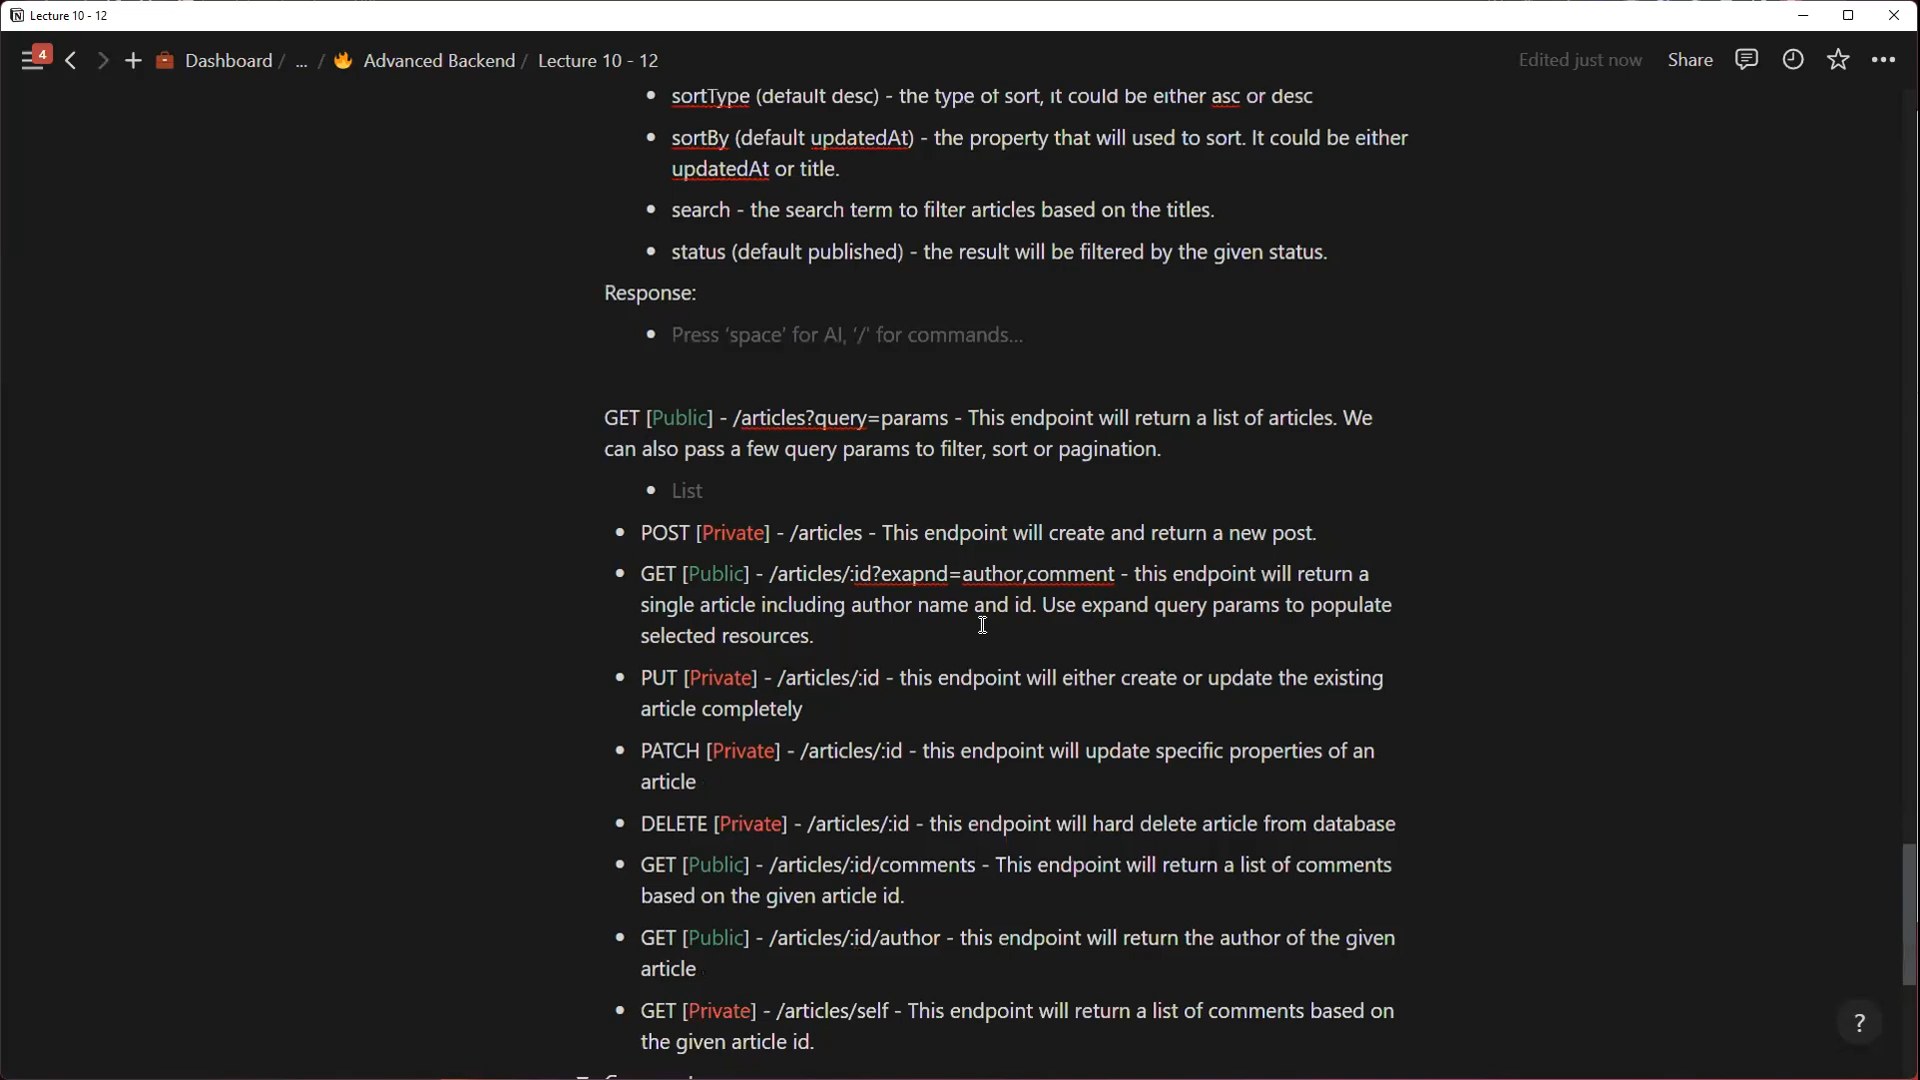 Lecture 10 - 12
4
Dashboard / ... / Advanced Backend / Lecture 10 - 12
Edited just now
Share
sortType (default desc) - the type of sort, it could be either asc or desc
sortBy (default updatedAt) - the property that will used to sort. It could be either
updatedAt or title.
search - the search term to filter articles based on the titles.
status (default published) - the result will be filtered by the given status.
Response:
Press ‘space’ for AI, ‘/’ for commands...
GET [Public] - /articles?query=params - This endpoint will return a list of articles. We
can also pass a few query params to filter, sort or pagination.
List
POST [Private] - /articles - This endpoint will create and return a new post.
GET [Public] - /articles/:id?exapnd=author,comment - this endpoint will return a
single article including author name and id. Use expand query params to populate
selected resources.
PUT [Private] - /articles/:id - this endpoint will either create or update the existing
article completely
PATCH [Private] - /articles/:id - this endpoint will update specific properties of an
article
DELETE [Private] - /articles/:id - this endpoint will hard delete article from database
GET [Public] - /articles/:id/comments - This endpoint will return a list of comments
based on the given article id.
GET [Public] - /articles/:id/author - this endpoint will return the author of the given
article
GET [Private] - /articles/self - This endpoint will return a list of comments based on
the given article id.
?